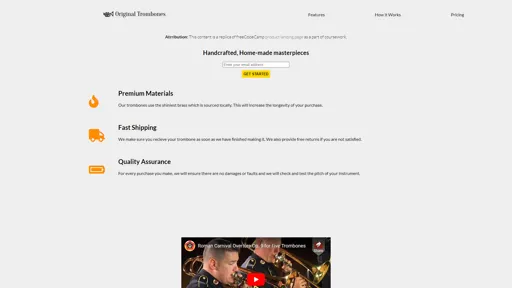 Original Trombones
Features
How it Works
Pricing
Attribution: This content is a replica of freeCodeCamp product landing page as a part of coursework.
Handcrafted, Home-made masterpieces
Enter your email address
GET STARTED
Premium Materials
Our trombones use the shiniest brass which is sourced locally. This will increase the longevity of your purchase.
Fast Shipping
We make sure you recieve your trombone as soon as we have finished making it. We also provide free returns if you are not satisfied.
Quality Assurance
For every purchase you make, we will ensure there are no damages or faults and we will check and test the pitch of your instrument.
Roman Carnival Overture
Trombones